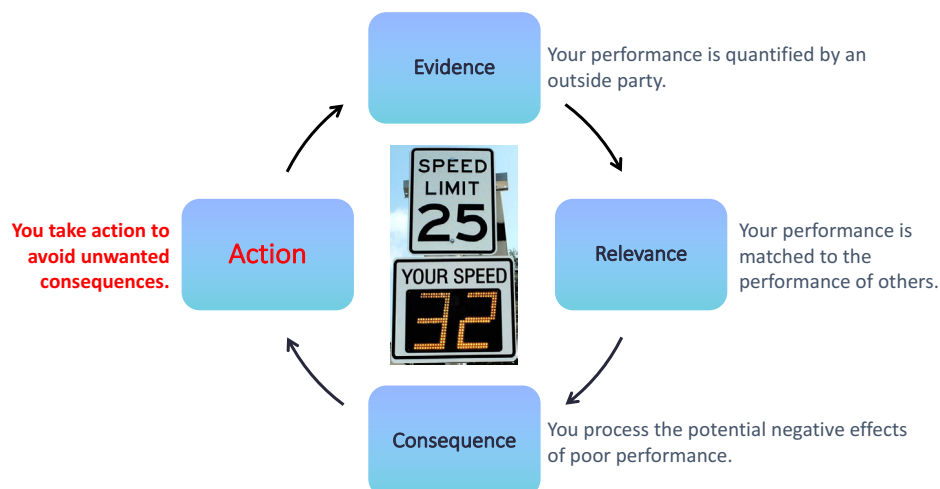 Evidence
Your performance is quantified by an
outside party.
SPEED
LIMIT
25
YOUR SPEED
32
You take action to
avoid unwanted
consequences.
Action
Relevance
Your performance is
matched to the
performance of others.
Consequence
You process the potential negative effects
of poor performance.